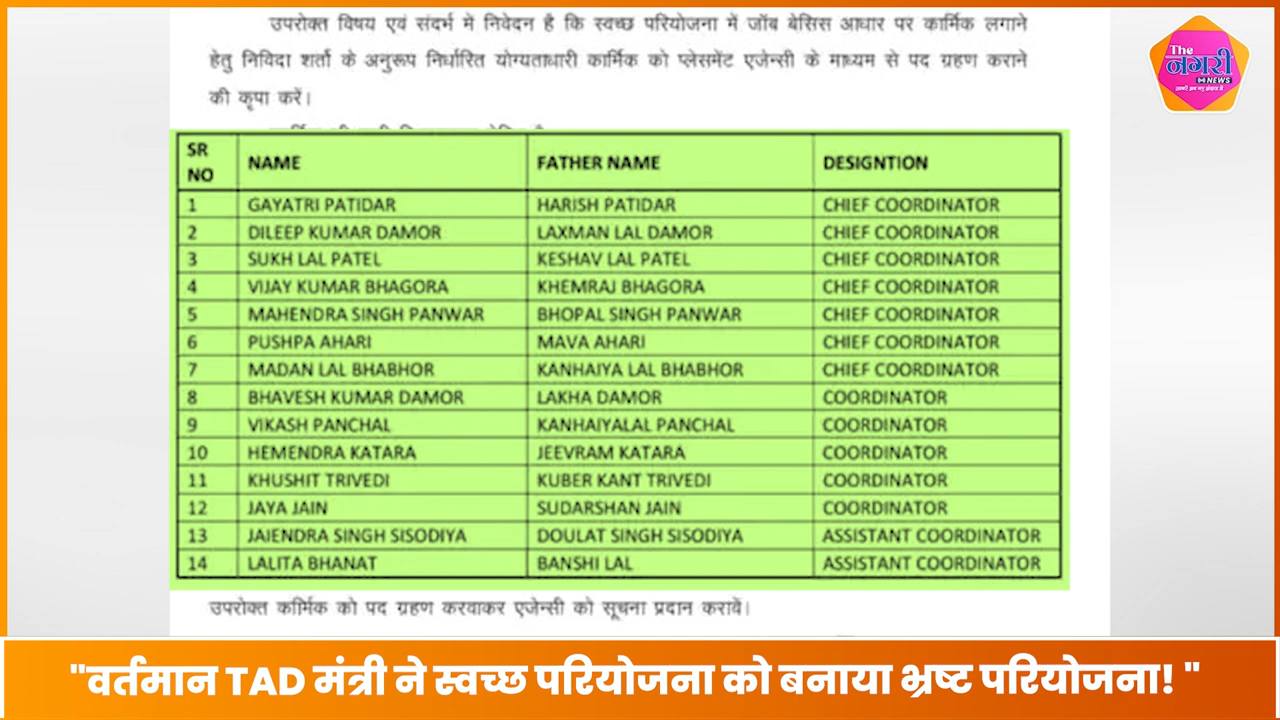 उपरोक्त विषय एवं संदर्भ में निवेदन है कि स्वच्छ परियोजना में जॉब बेसिस आधार पर कार्मिक लगाने
हेतु निविदा शर्तो के अनुरूप निर्धारित योग्यताधारी कार्मिक को प्लेसमेंट एजेन्सी के माध्यम से पद ग्रहण कराने
की कृपा करें।
The
नगरी
NEWS
SR NO NAME FATHER NAME DESIGNTION
1 GAYATRI PATIDAR HARISH PATIDAR CHIEF COORDINATOR
2 DILEEP KUMAR DAMOR LAXMAN LAL DAMOR CHIEF COORDINATOR
3 SUKH LAL PATEL KESHAV LAL PATEL CHIEF COORDINATOR
4 VIJAY KUMAR BHAGORA KHEMRAJ BHAGORA CHIEF COORDINATOR
5 MAHENDRA SINGH PANWAR BHOPAL SINGH PANWAR CHIEF COORDINATOR
6 PUSHPA AHARI MAVA AHARI CHIEF COORDINATOR
7 MADAN LAL BHABHOR KANHAIYA LAL BHABHOR CHIEF COORDINATOR
8 BHAVESH KUMAR DAMOR LAKHA DAMOR COORDINATOR
9 VIKASH PANCHAL KANHAIYALAL PANCHAL COORDINATOR
10 HEMENDRA KATARA JEEVRAM KATARA COORDINATOR
11 KHUSHIT TRIVEDI KUBER KANT TRIVEDI COORDINATOR
12 JAYA JAIN SUDARSHAN JAIN COORDINATOR
13 JAIENDRA SINGH SISODIYA DOULAT SINGH SISODIYA ASSISTANT COORDINATOR
14 LALITA BHANAT BANSHI LAL ASSISTANT COORDINATOR
उपरोक्त कर्मिक को पद ग्रहण करवाकर एजेन्सी को सूचना प्रदान करावें।
"वर्तमान TAD मंत्री ने स्वच्छ परियोजना को बनाया भ्रष्ट परियोजना! "